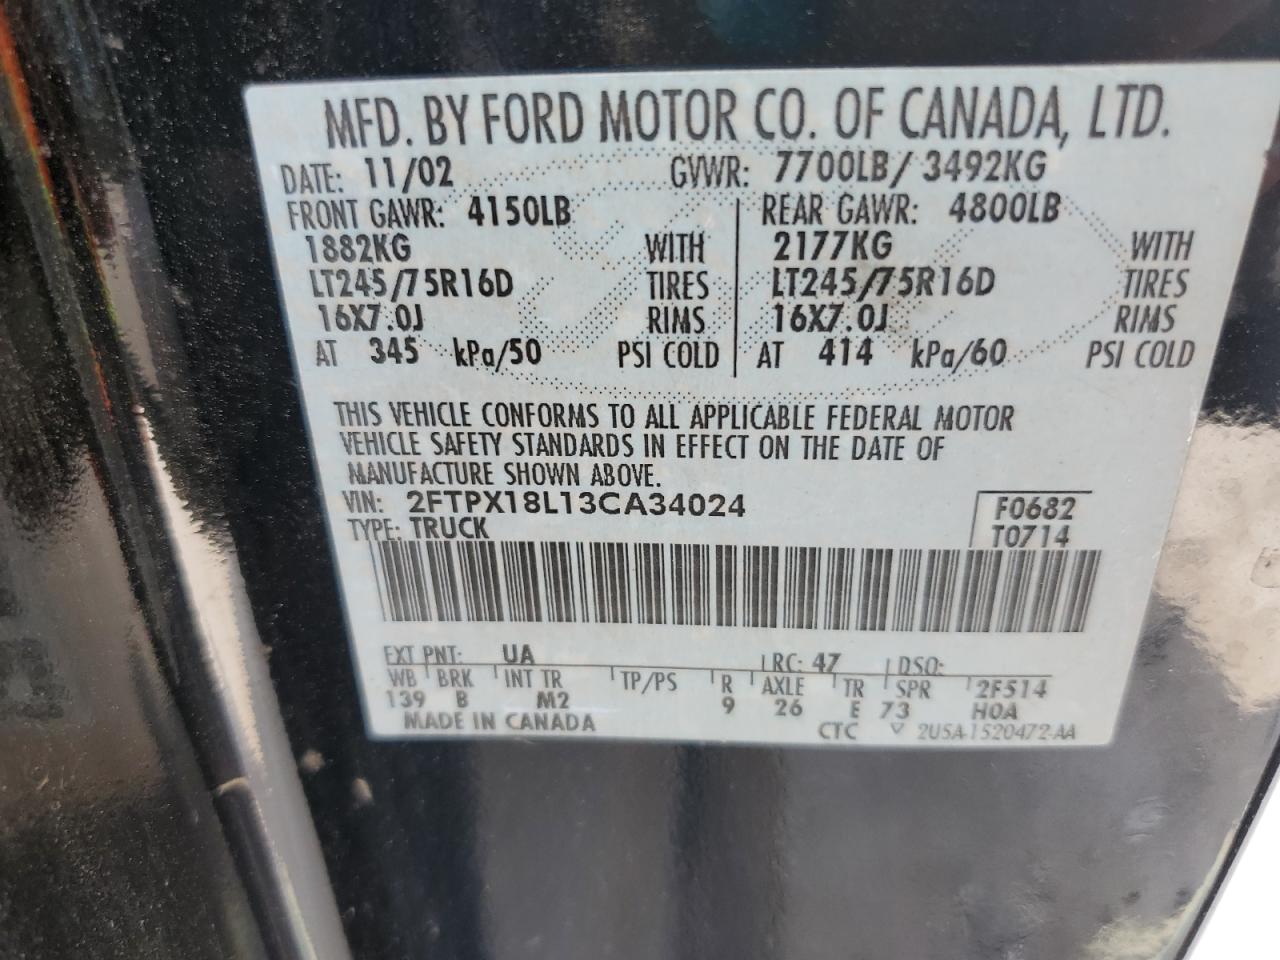 MFD. BY FORD MOTOR CO. OF CANADA, LTD.
DATE: 11/02 GVWR: 7700LB/ 3492KG
FRONT GAWR: 4150LB REAR GAWR: 4800LB
1882KG WITH 2177KG WITH
LT245/75R16D TIRES LT245/75R16D TIRES
16X7.0J RIMS 16X7.0J RIMS
AT 345 kPa/50 PSI COLD AT 414 kPa/60 PSI COLD
THIS VEHICLE CONFORMS TO ALL APPLICABLE FEDERAL MOTOR
VEHICLE SAFETY STANDARDS IN EFFECT ON THE DATE OF
MANUFACTURE SHOWN ABOVE.
VIN: 2FTPX18L13CA34024 F0682
TYPE: TRUCK T0714
EXT PNT: UA RC: 47 DSO:
WB BRK INT TR TP/PS R AXLE TR SPR 2F514
139 B M2 9 26 E 73 H0A
MADE IN CANADA CTC ▽ 2U5A-1520472-AA